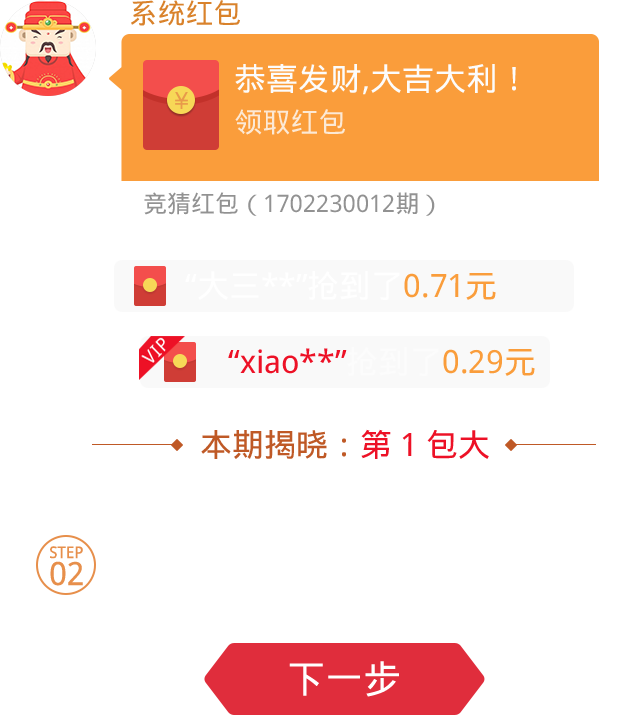 系统红包
恭喜发财,大吉大利！
领取红包
竞猜红包（1702230012期）
“大三**”抢到了0.71元
VIP “xiao**”抢到了0.29元
本期揭晓：第 1 包大
STEP
02
下一步